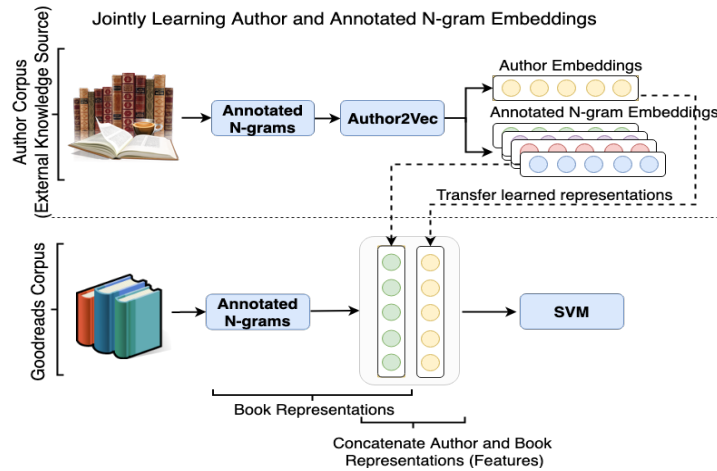 Jointly Learning Author and Annotated N-gram Embeddings
Author Corpus
(External Knowledge Source)
Annotated
N-grams
Author2Vec
Author Embeddings
Annotated N-gram Embeddings
Transfer learned representations
Goodreads Corpus
Annotated
N-grams
SVM
Book Representations
Concatenate Author and Book
Representations (Features)